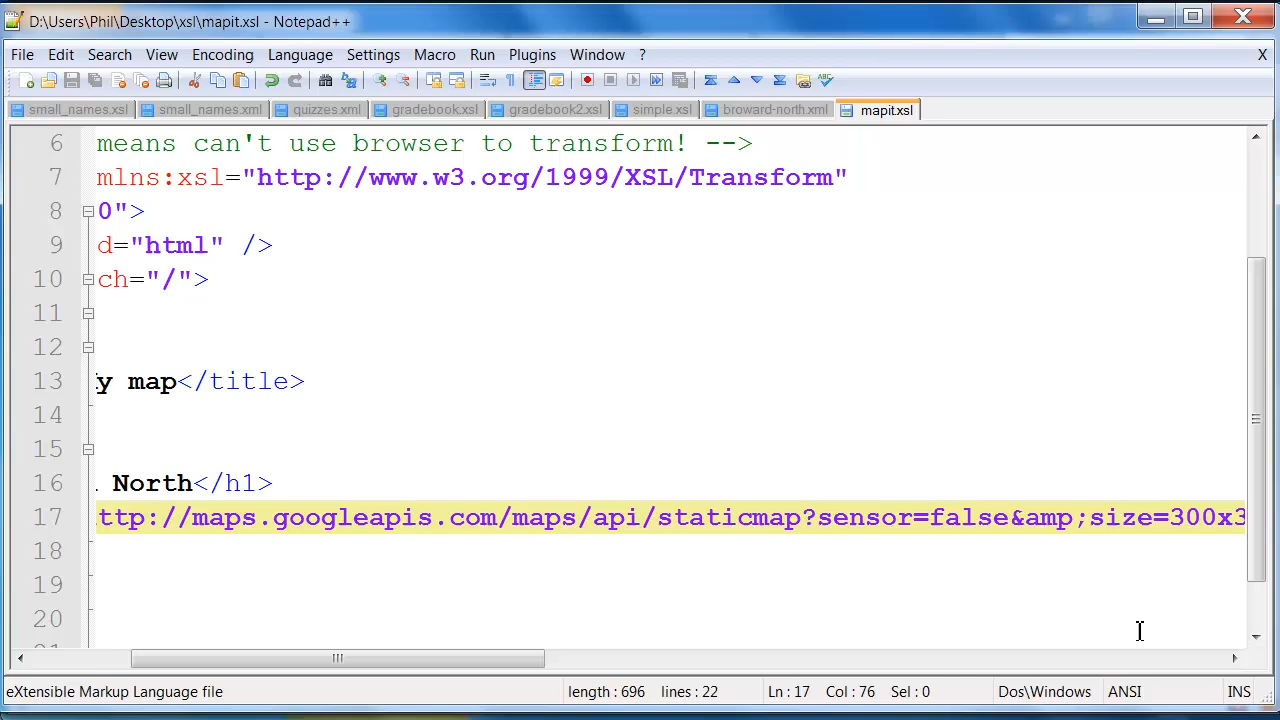 D:\Users\Phil\Desktop\xsl\mapit.xsl - Notepad++
File Edit Search View Encoding Language Settings Macro Run Plugins Window ? X
small_names.xsl small_names.xml quizzes.xml gradebook.xsl gradebook2.xsl simple.xsl broward-north.xml mapit.xsl
6 means can't use browser to transform! -->
7 mlns:xsl="http://www.w3.org/1999/XSL/Transform"
8 0">
9 d="html" />
10 ch="/">
11
12
13 y map</title>
14
15
16 North</h1>
17 ttp://maps.googleapis.com/maps/api/staticmap?sensor=false&amp;size=300x3
18
19
20
eXtensible Markup Language file length : 696 lines : 22 Ln : 17 Col : 76 Sel : 0 Dos\Windows ANSI INS